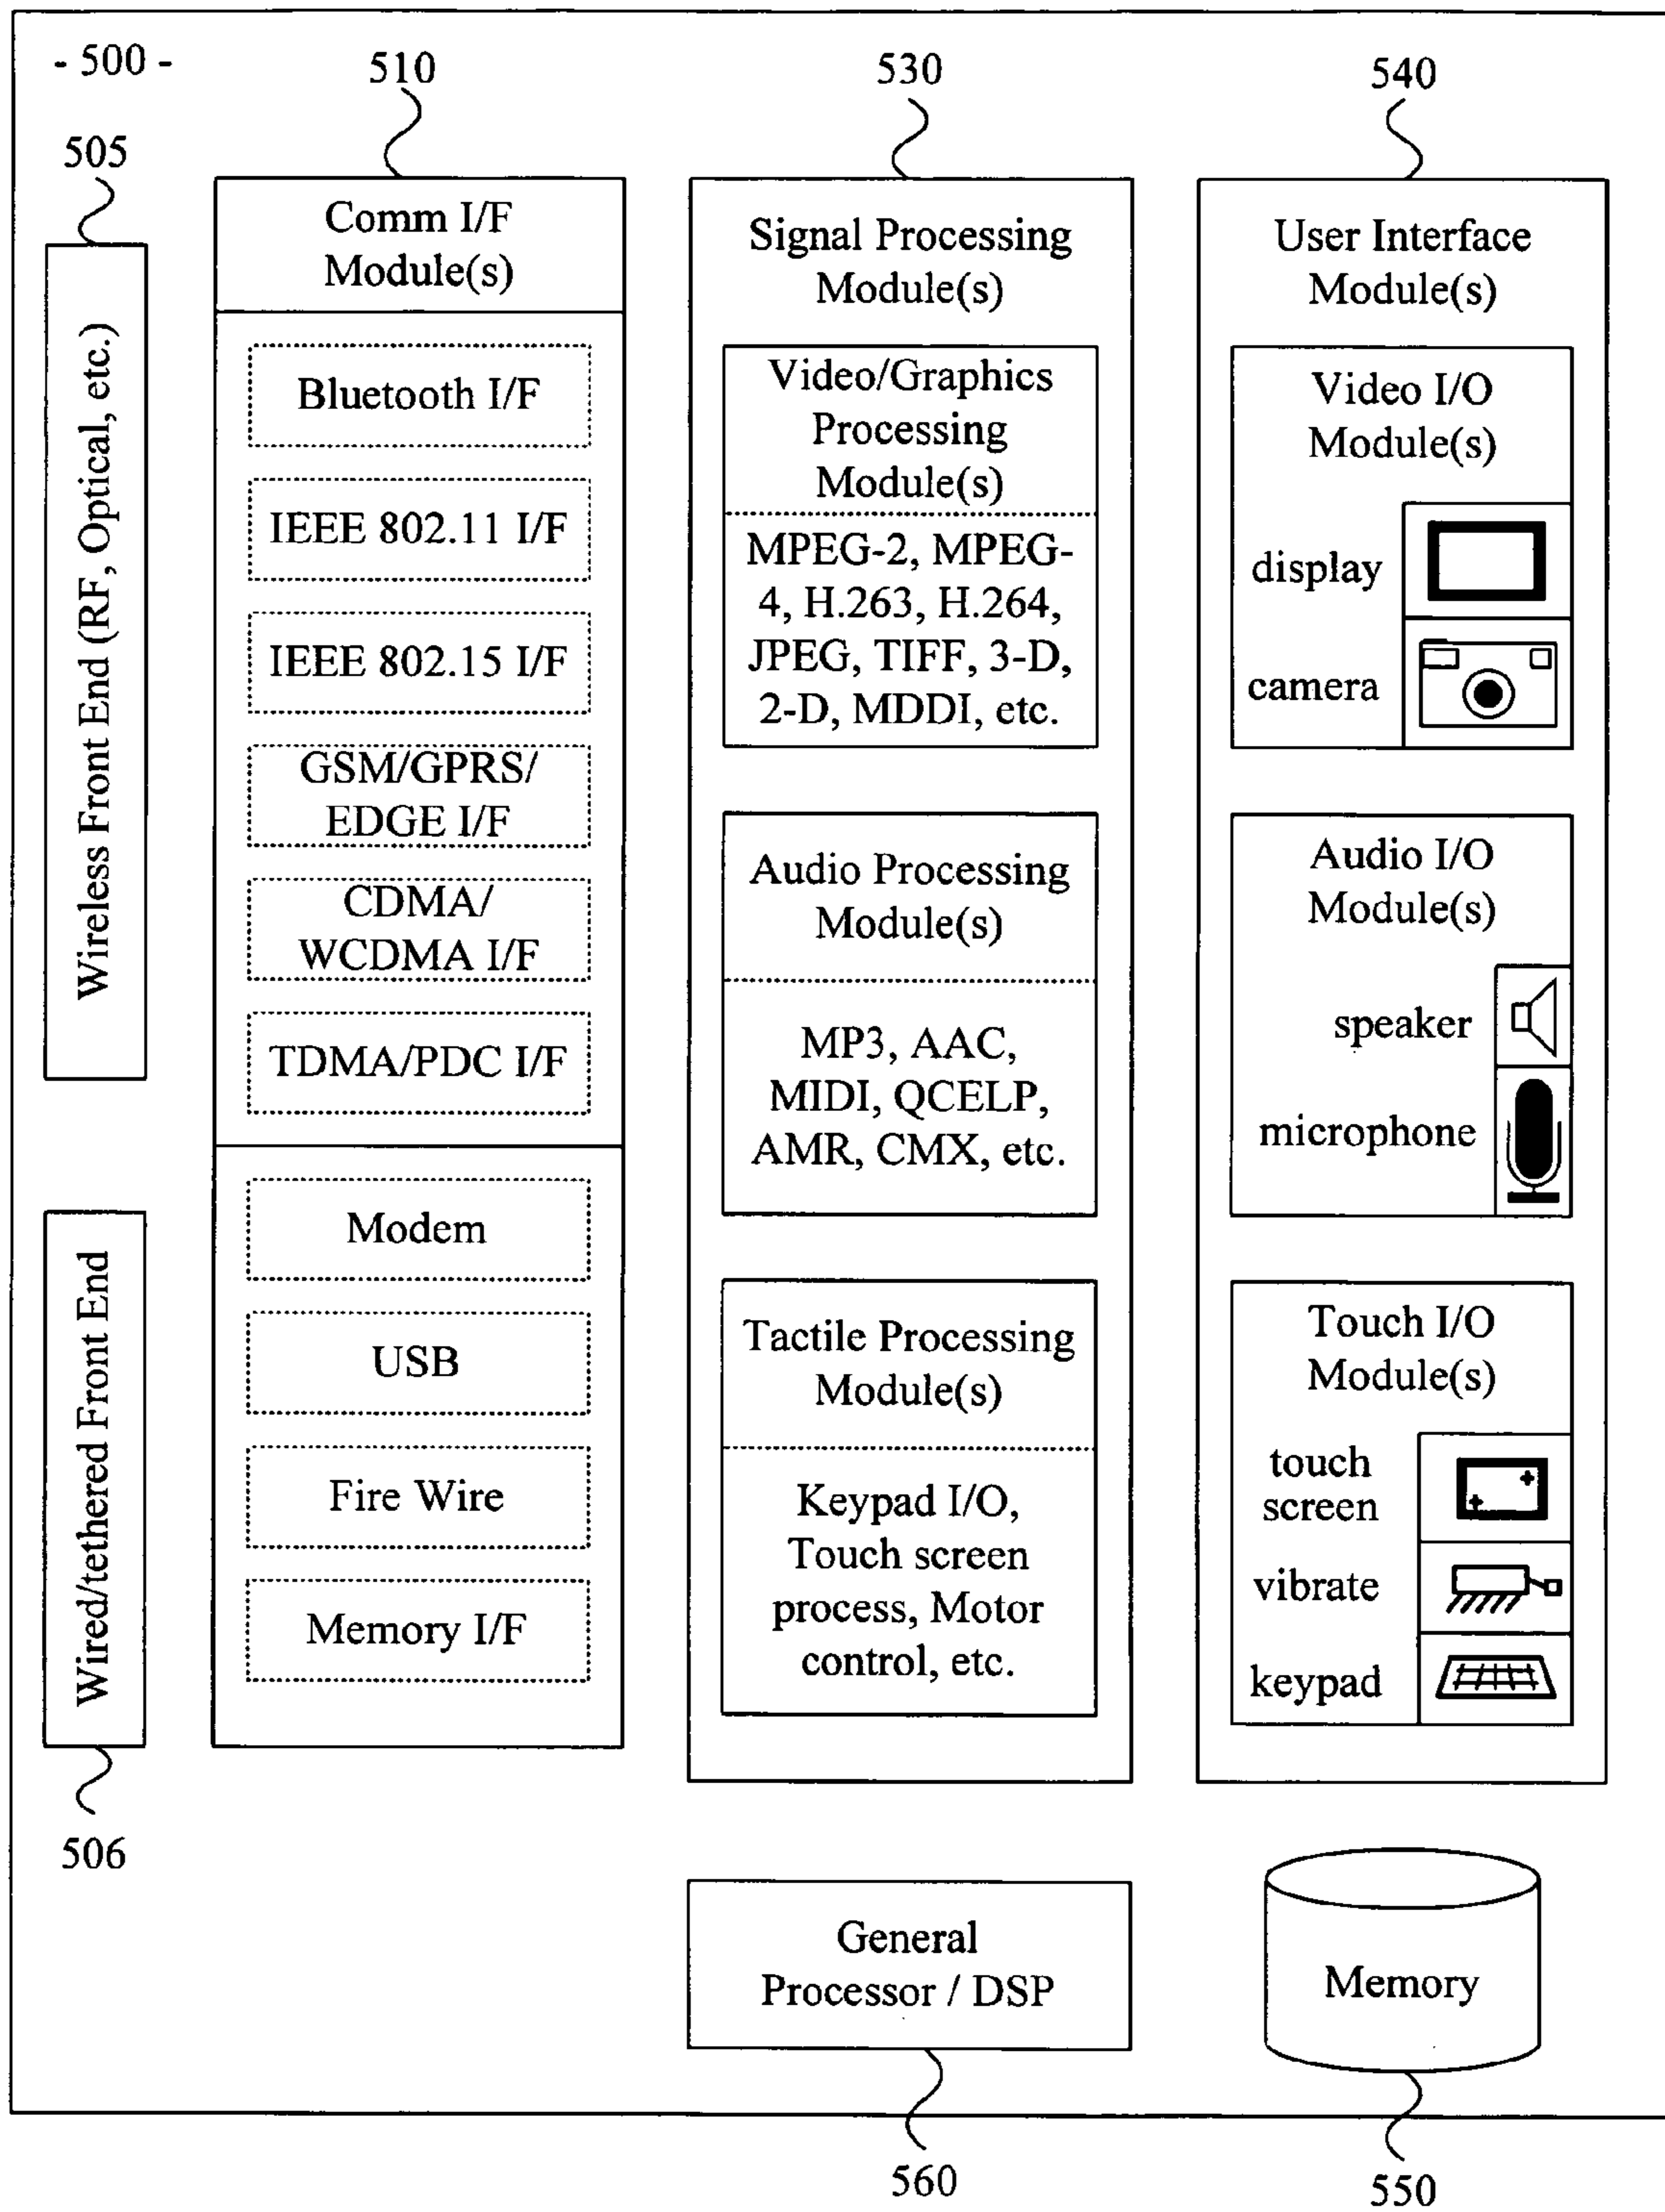 - 500 -
510
530
540
505
Wireless Front End (RF, Optical, etc.)
Wired/tethered Front End
506
Comm I/F
Module(s)
Bluetooth I/F
IEEE 802.11 I/F
IEEE 802.15 I/F
GSM/GPRS/
EDGE I/F
CDMA/
WCDMA I/F
TDMA/PDC I/F
Modem
USB
Fire Wire
Memory I/F
Signal Processing
Module(s)
Video/Graphics
Processing
Module(s)
MPEG-2, MPEG-
4, H.263, H.264,
JPEG, TIFF, 3-D,
2-D, MDDI, etc.
Audio Processing
Module(s)
MP3, AAC,
MIDI, QCELP,
AMR, CMX, etc.
Tactile Processing
Module(s)
Keypad I/O,
Touch screen
process, Motor
control, etc.
User Interface
Module(s)
Video I/O
Module(s)
display
camera
Audio I/O
Module(s)
speaker
microphone
Touch I/O
Module(s)
touch
screen
vibrate
keypad
General
Processor / DSP
Memory
560
550